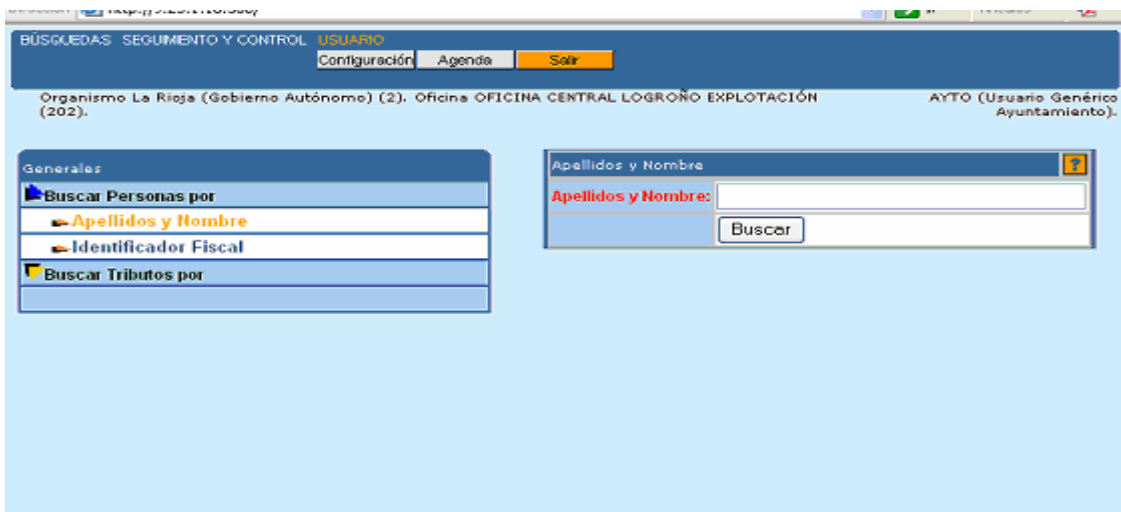 BÚSQUEDAS SEGUIMIENTO Y CONTROL USUARIO
Configuración Agenda Salir
Organismo La Rioja (Gobierno Autónomo) (2). Oficina OFICINA CENTRAL LOGROÑO EXPLOTACIÓN
(202).
AYTO (Usuario Genérico
Ayuntamiento).
Generales
Buscar Personas por
Apellidos y Nombre
Identificador Fiscal
Buscar Tributos por
Apellidos y Nombre ?
Apellidos y Nombre:
Buscar